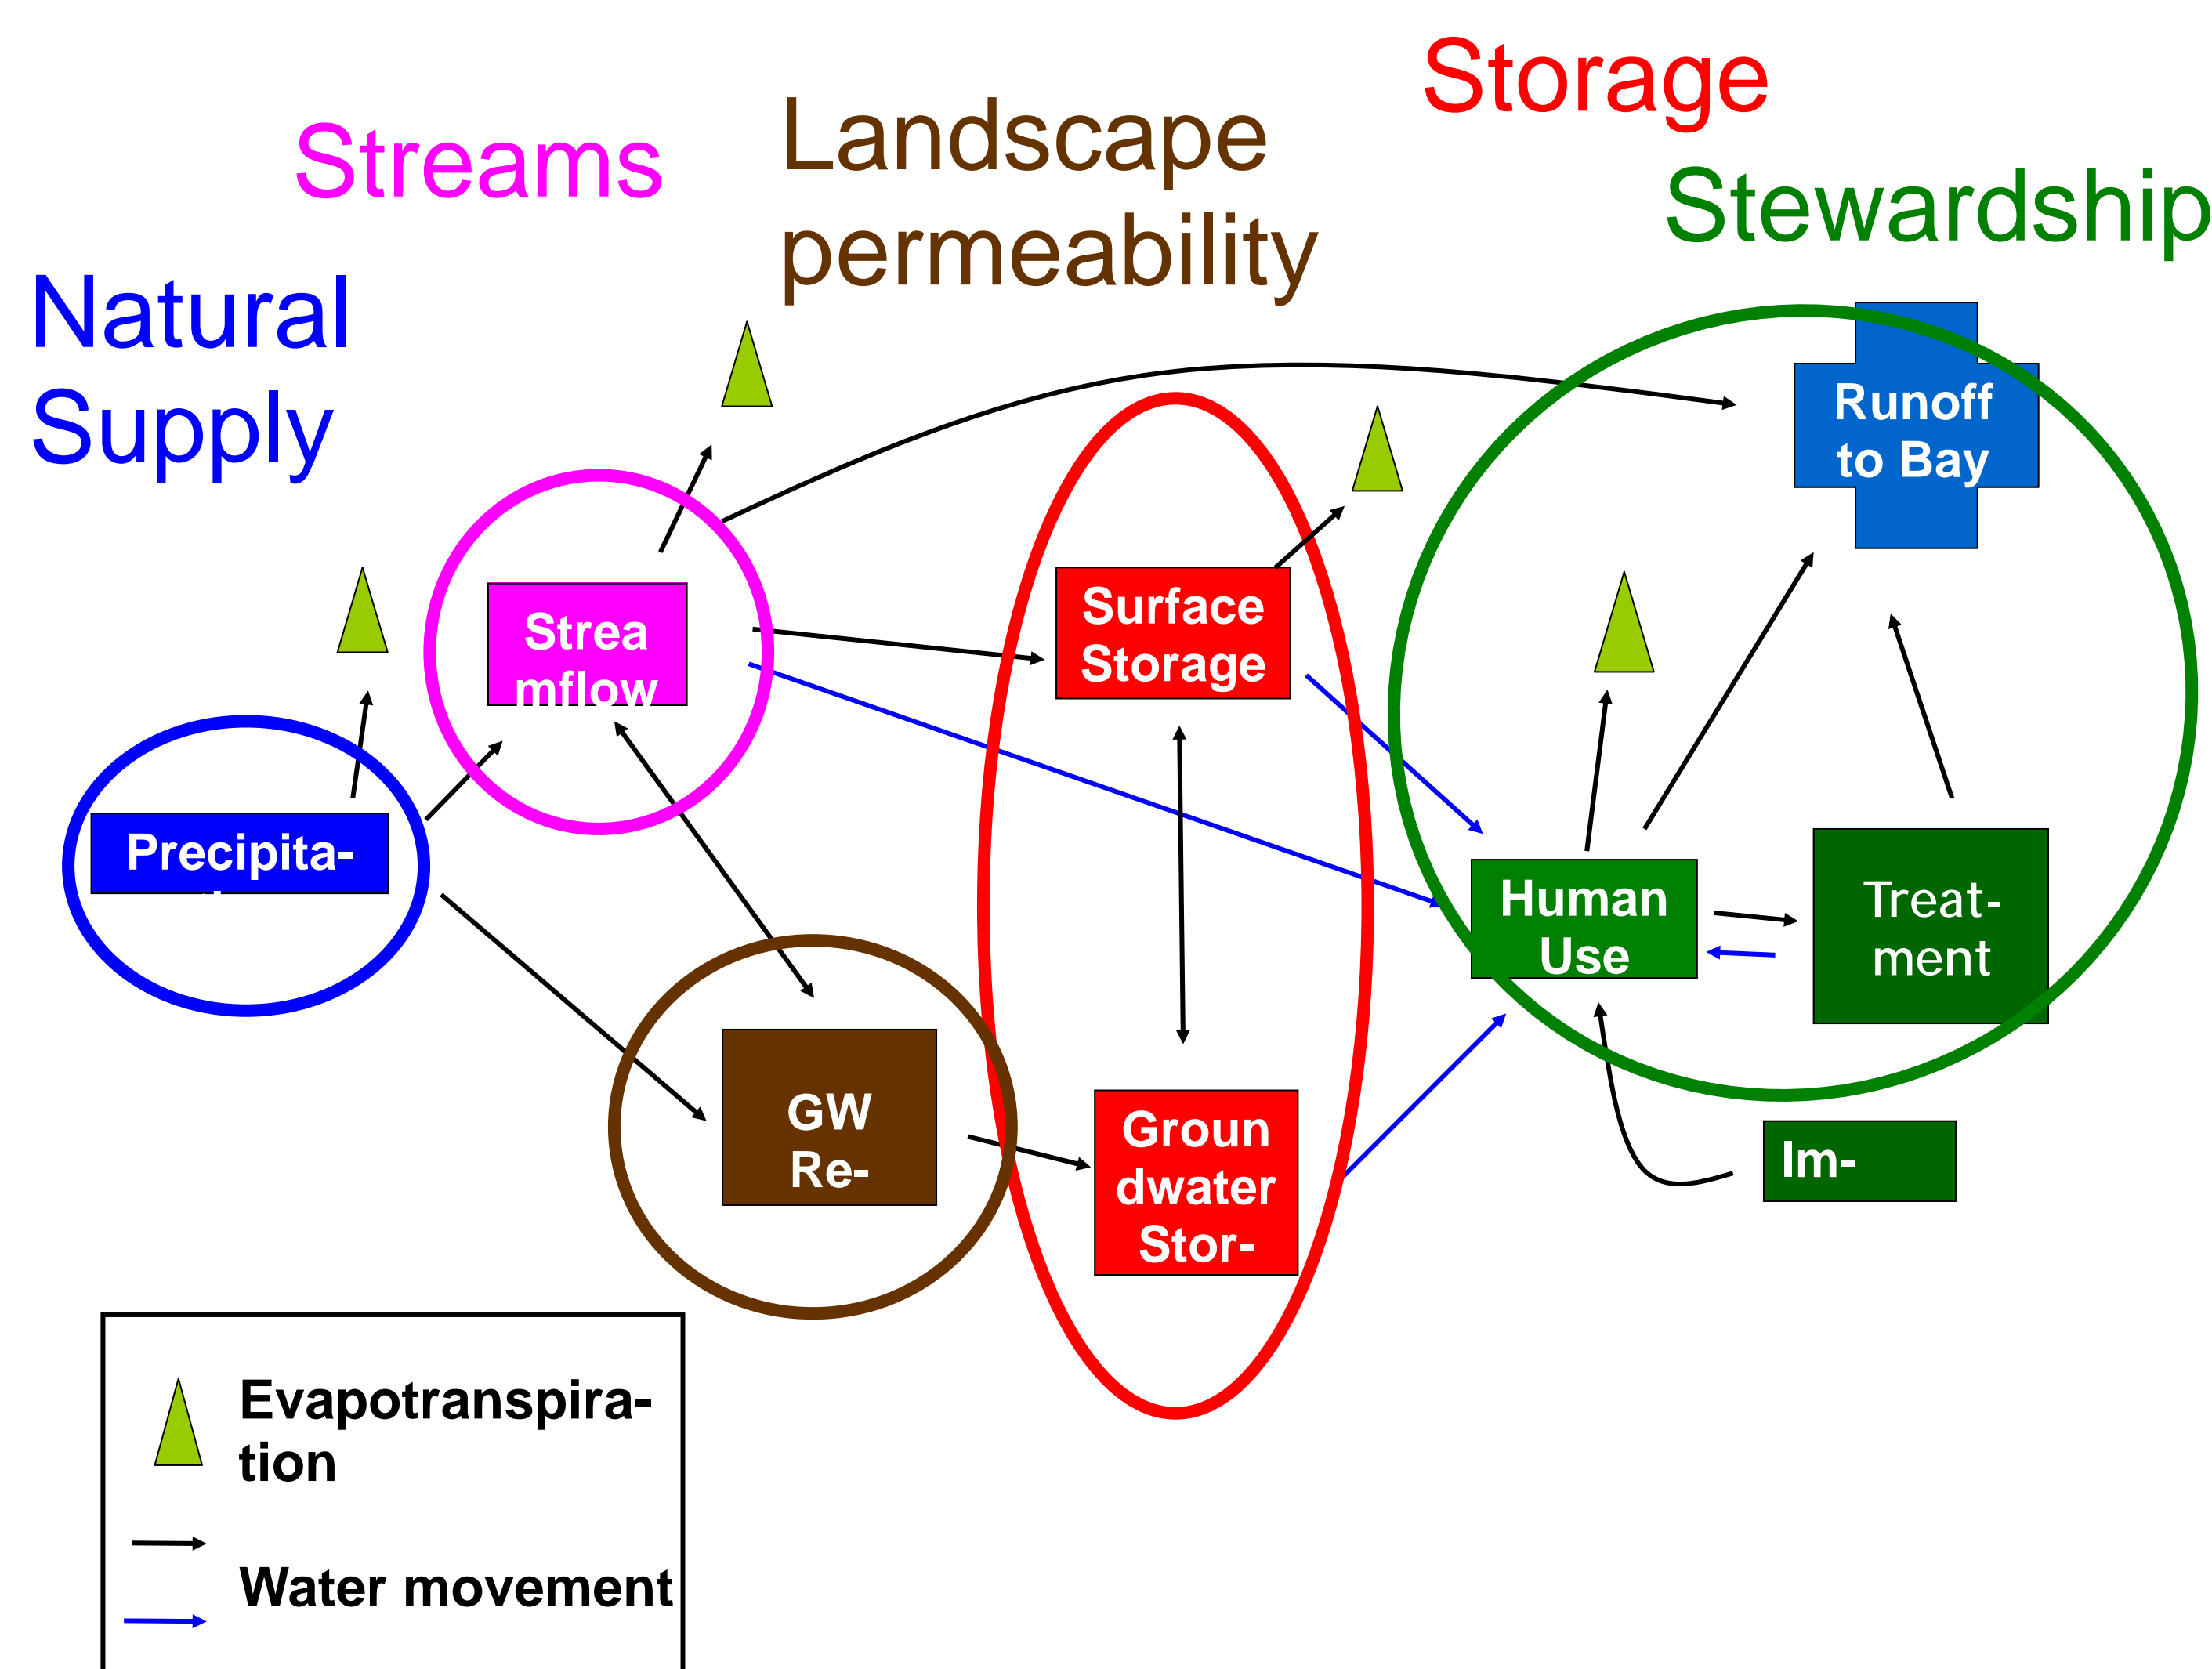 Storage
Streams
Landscape
permeability
Stewardship
Natural
Supply
Runoff
to Bay
Strea
mflow
Surface
Storage
Precipita-
Human
Use
Treat-
ment
GW
Re-
Groun
dwater
Stor-
Im-
Evapotranspira-
tion
Water movement